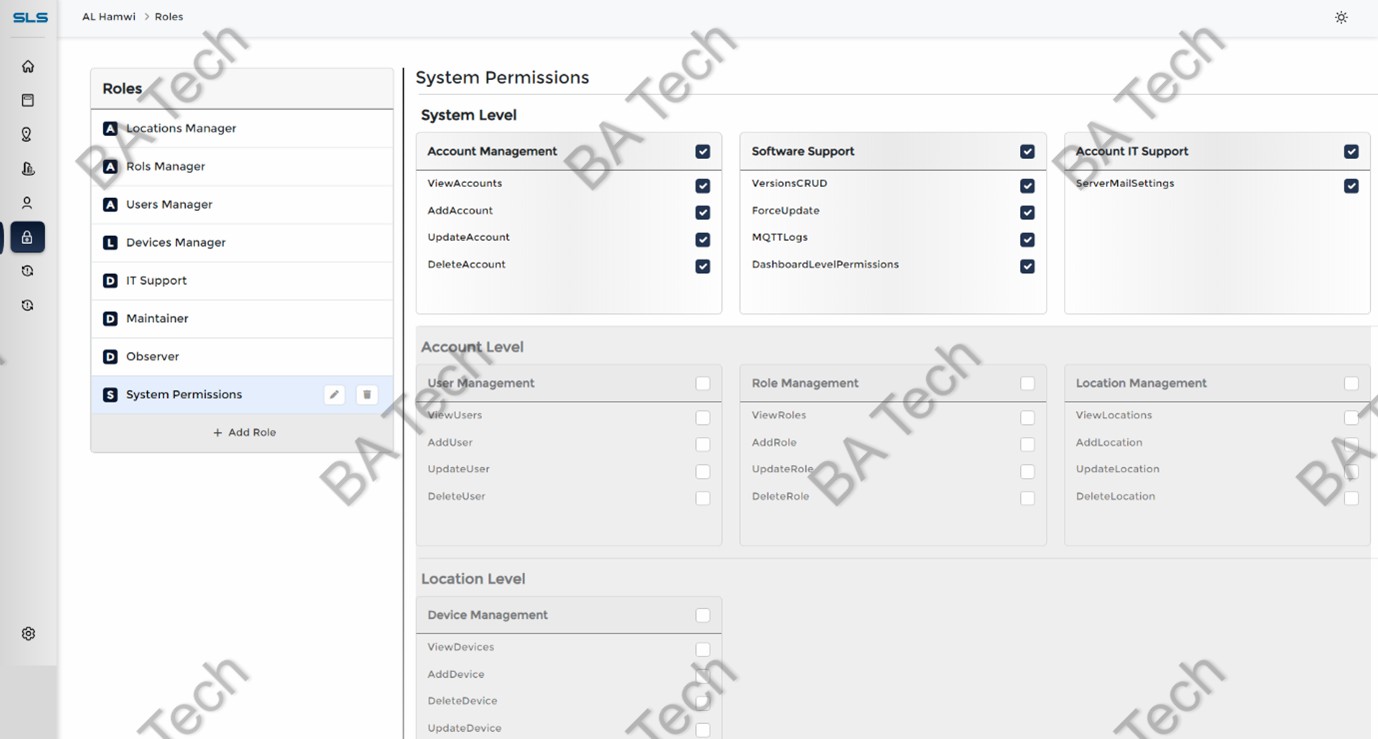 SLS
AL Hamwi > Roles
Roles
A Locations Manager
A Rols Manager
A Users Manager
L Devices Manager
D IT Support
D Maintainer
D Observer
S System Permissions
+ Add Role
System Permissions
System Level
Account Management
ViewAccounts
AddAccount
UpdateAccount
DeleteAccount
Software Support
VersionsCRUD
ForceUpdate
MQTTLogs
DashboardLevelPermissions
Account IT Support
ServerMailSettings
Account Level
User Management
ViewUsers
AddUser
UpdateUser
DeleteUser
Role Management
ViewRoles
AddRole
UpdateRole
DeleteRole
Location Management
ViewLocations
AddLocation
UpdateLocation
DeleteLocation
Location Level
Device Management
ViewDevices
AddDevice
DeleteDevice
UpdateDevice
BA Tech
BA Tech
BA Tech
BA Tech
BA Tech
BA T
Tech
Tech
Tech